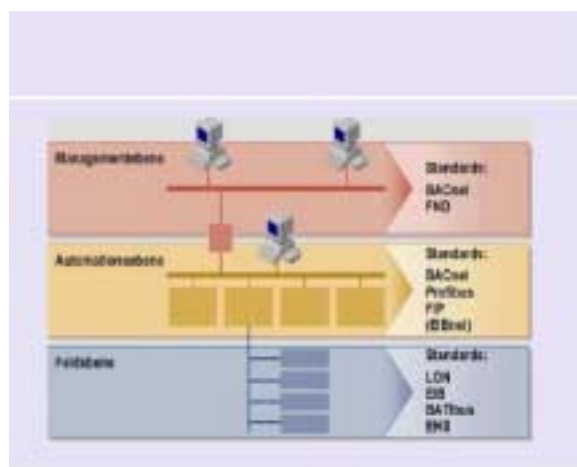 Managementebene
Standards:
BACnet
FND
Automationsebene
Standards:
BACnet
Profibus
FIP
(EIBnet)
Feldebene
Standards:
LON
EIB
BATIbus
EHS